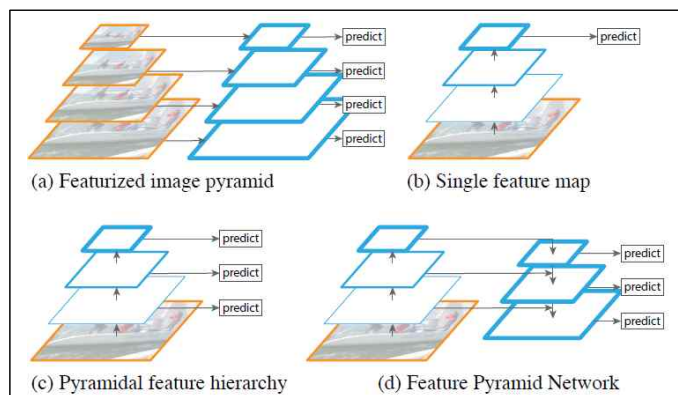 predict
predict
predict
predict
predict
(a) Featurized image pyramid
(b) Single feature map
predict
predict
predict
predict
predict
predict
(c) Pyramidal feature hierarchy
(d) Feature Pyramid Network